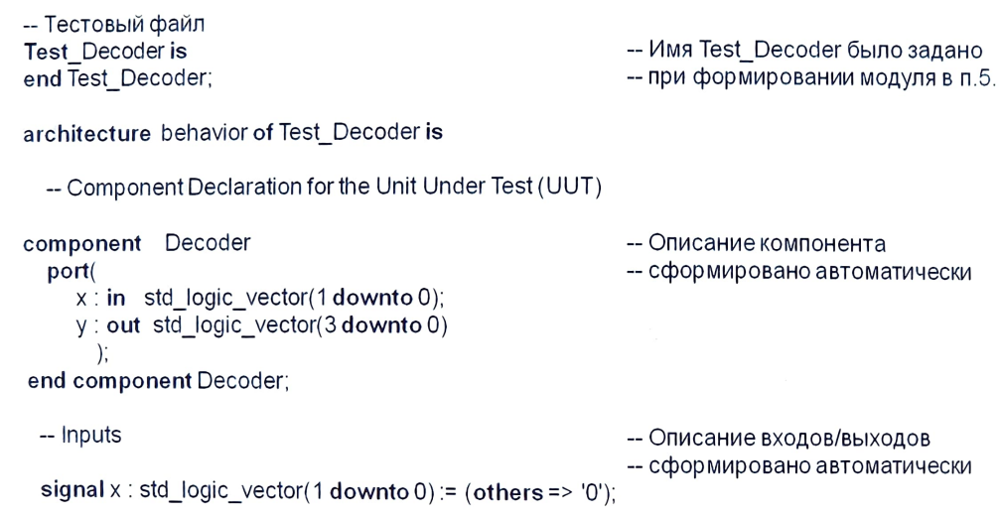 -- Тестовый файл
Test_Decoder is -- Имя Test_Decoder было задано
end Test_Decoder; -- при формировании модуля в п.5.
architecture behavior of Test_Decoder is
-- Component Declaration for the Unit Under Test (UUT)
component Decoder -- Описание компонента
port( -- сформировано автоматически
x : in std_logic_vector(1 downto 0);
y : out std_logic_vector(3 downto 0)
);
end component Decoder;
-- Inputs -- Описание входов/выходов
-- сформировано автоматически
signal x : std_logic_vector(1 downto 0) := (others => '0');